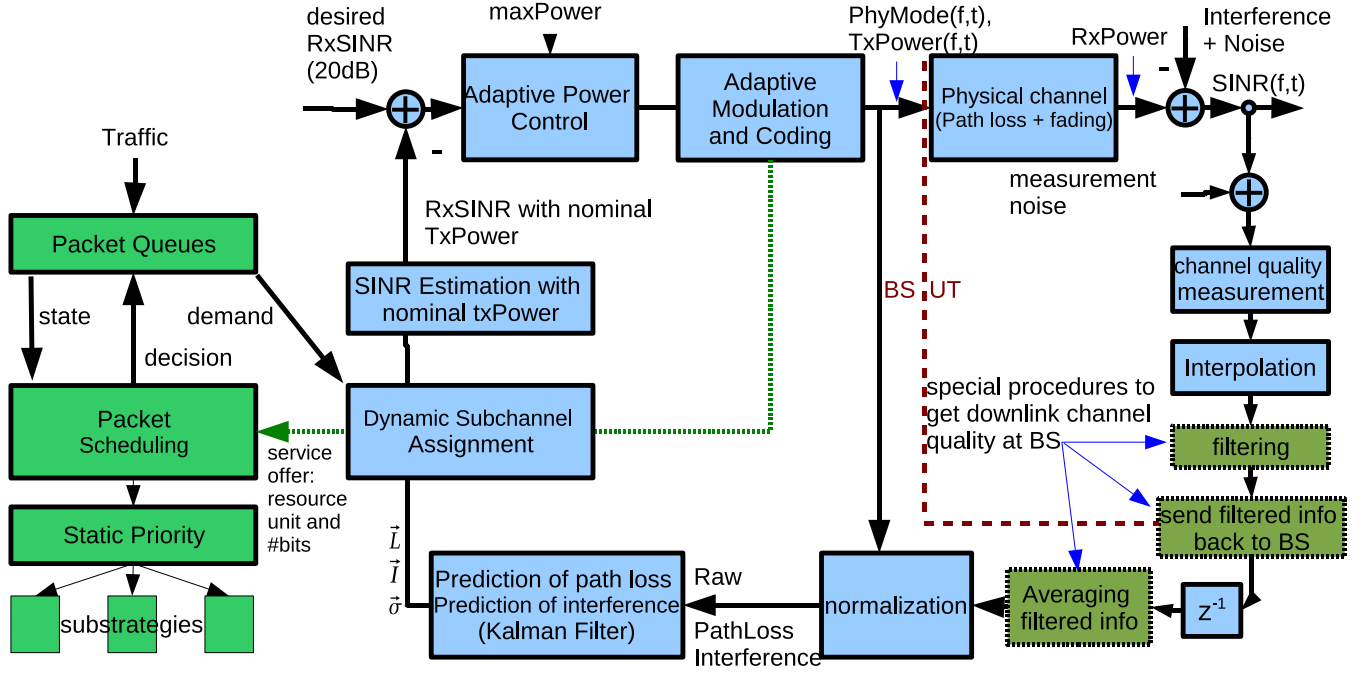 desired
RxSINR
(20dB)
maxPower
PhyMode(f,t),
TxPower(f,t)
RxPower
Interference
+ Noise
SINR(f,t)
-
Adaptive Power
Control
Adaptive
Modulation
and Coding
Physical channel
(Path loss + fading)
-
Traffic
measurement
noise
RxSINR with nominal
TxPower
Packet Queues
channel quality
measurement
SINR Estimation with
nominal txPower
BS
UT
state
demand
decision
Interpolation
special procedures to
get downlink channel
quality at BS
Packet
Scheduling
Dynamic Subchannel
Assignment
filtering
service
offer:
resource
unit and
#bits
Static Priority
send filtered info
back to BS
L
I
σ
Prediction of path loss
Prediction of interference
(Kalman Filter)
Raw
PathLoss
Interference
normalization
Averaging
filtered info
z-1
substrategies